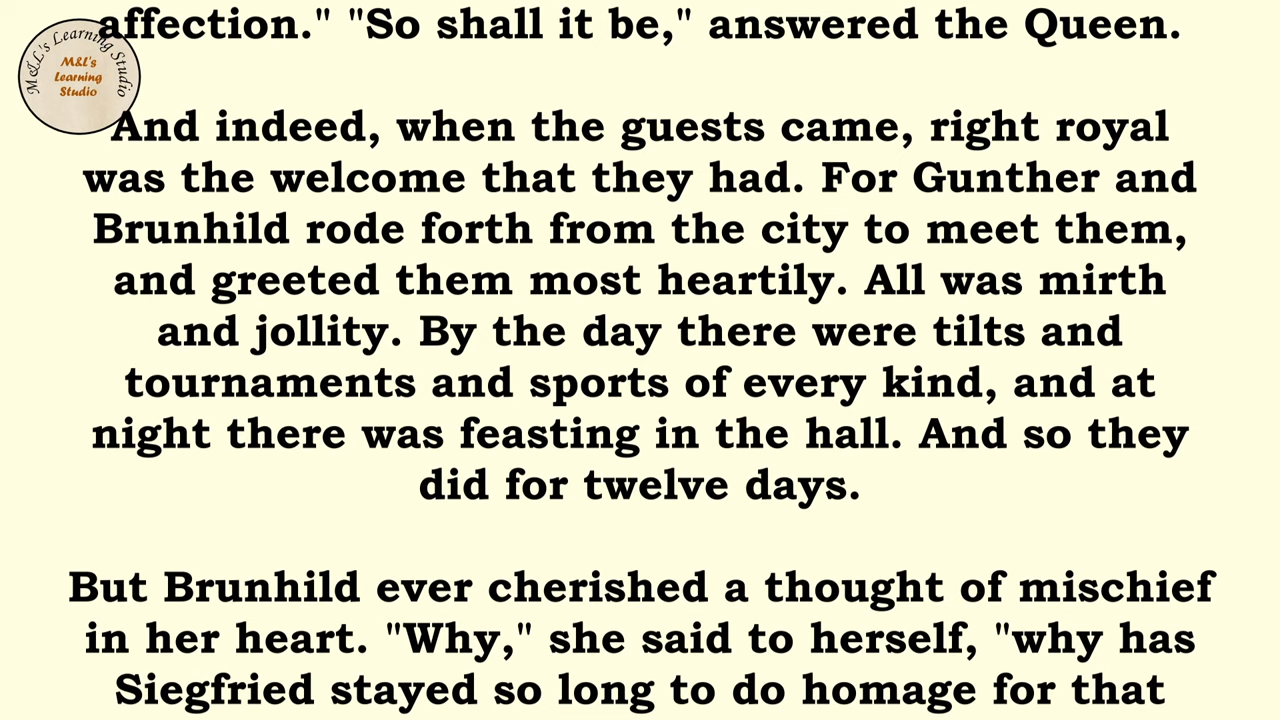 affection." "So shall it be," answered the Queen.
M&L's Learning Studio
M&L's
Learning
Studio
And indeed, when the guests came, right royal
was the welcome that they had. For Gunther and
Brunhild rode forth from the city to meet them,
and greeted them most heartily. All was mirth
and jollity. By the day there were tilts and
tournaments and sports of every kind, and at
night there was feasting in the hall. And so they
did for twelve days.
But Brunhild ever cherished a thought of mischief
in her heart. "Why," she said to herself, "why has
Siegfried stayed so long to do homage for that